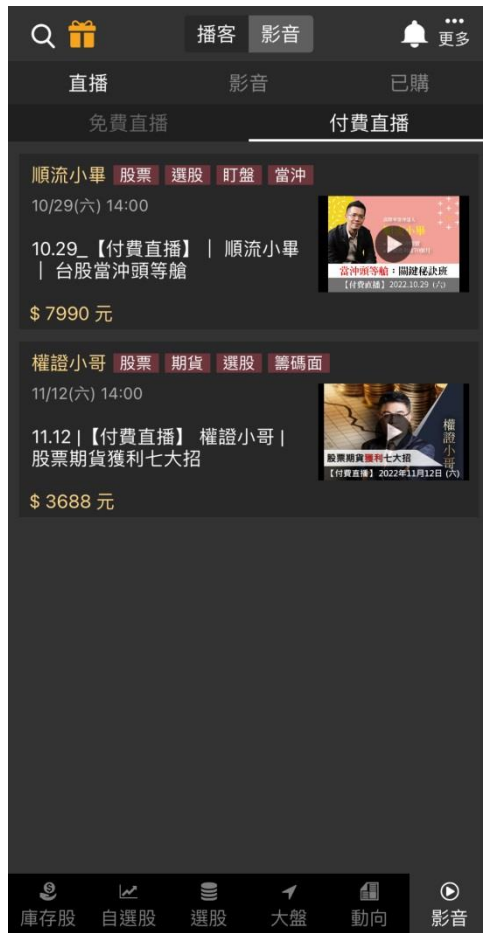 播客 影音
更多
直播 影音 已購
免費直播 付費直播
順流小畢 股票 選股 盯盤 當沖
10/29(六) 14:00
10.29_【付費直播】｜ 順流小畢
｜ 台股當沖頭等艙
當沖頭等艙：關鍵秘訣班
【付費直播】2022.10.29 (六)
$ 7990 元
權證小哥 股票 期貨 選股 籌碼面
11/12(六) 14:00
11.12 |【付費直播】 權證小哥 |
股票期貨獲利七大招
權證小哥
股票期貨獲利七大招
【付費直播】 2022年11月12日 (六)
$ 3688 元
庫存股 自選股 選股 大盤 動向 影音